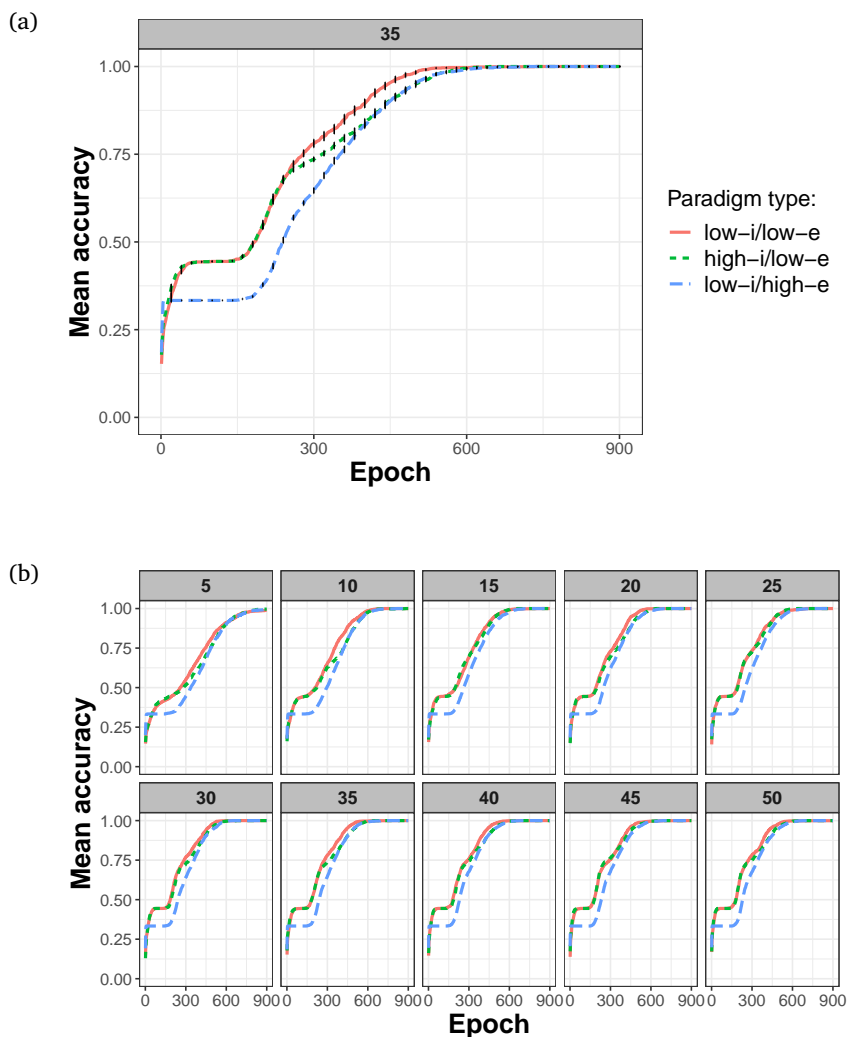 (a)
35
1.00
0.75
0.50
0.25
0.00
Mean accuracy
0 300 600 900
Epoch
Paradigm type:
low−i/low−e
high−i/low−e
low−i/high−e
(b)
5 10 15 20 25
1.00
0.75
0.50
0.25
0.00
30 35 40 45 50
1.00
0.75
0.50
0.25
0.00
Mean accuracy
0 300 600 900 0 300 600 900 0 300 600 900 0 300 600 900 0 300 600 900
Epoch